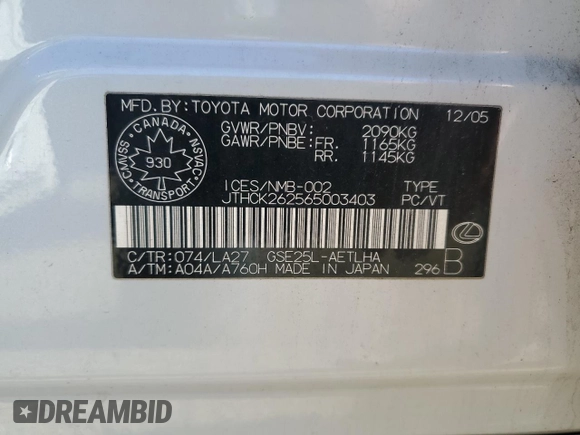 MFD. BY: TOYOTA MOTOR CORPORATION 12/05
GVWR/PNBV: 2090KG
GAWR/PNBE: FR. 1165KG
RR. 1145KG
CANADA
CMVSS NSVAC
930
TRANSPORT
ICES/NMB-002 TYPE
JTHCK262565003403 PC/VT
C/TR: 074/LA27 GSE25L-AETLHA
A/TM: A04A/A760H MADE IN JAPAN 296 B
DREAMBID